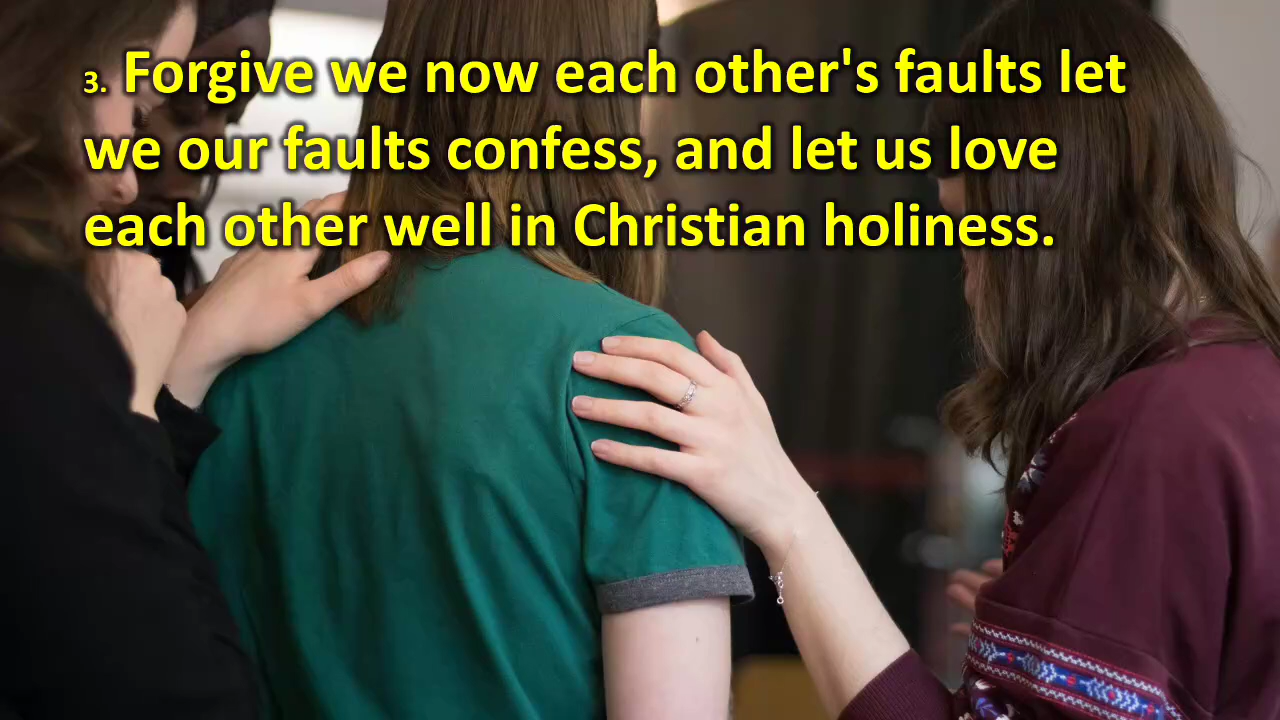 3. Forgive we now each other's faults let
we our faults confess, and let us love
each other well in Christian holiness.